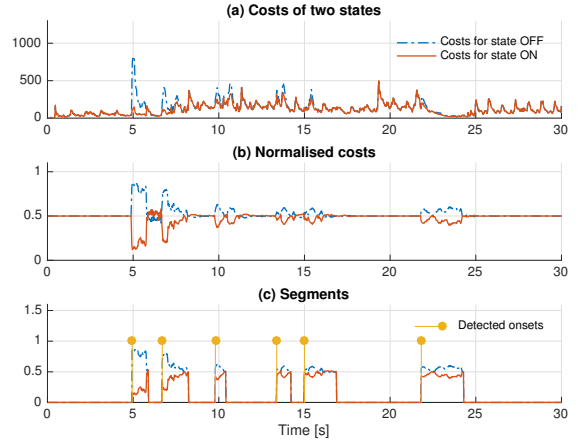 (a) Costs of two states
1000
500
0
Costs for state OFF
Costs for state ON
0 5 10 15 20 25 30
(b) Normalised costs
1
0.5
0
0 5 10 15 20 25 30
(c) Segments
1.5
1
0.5
0
Detected onsets
0 5 10 15 20 25 30
Time [s]